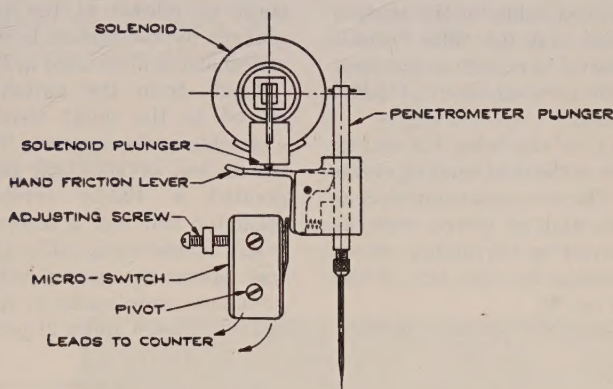 SOLENOID
PENETROMETER PLUNGER
SOLENOID PLUNGER
HAND FRICTION LEVER
ADJUSTING SCREW
MICRO-SWITCH
PIVOT
LEADS TO COUNTER